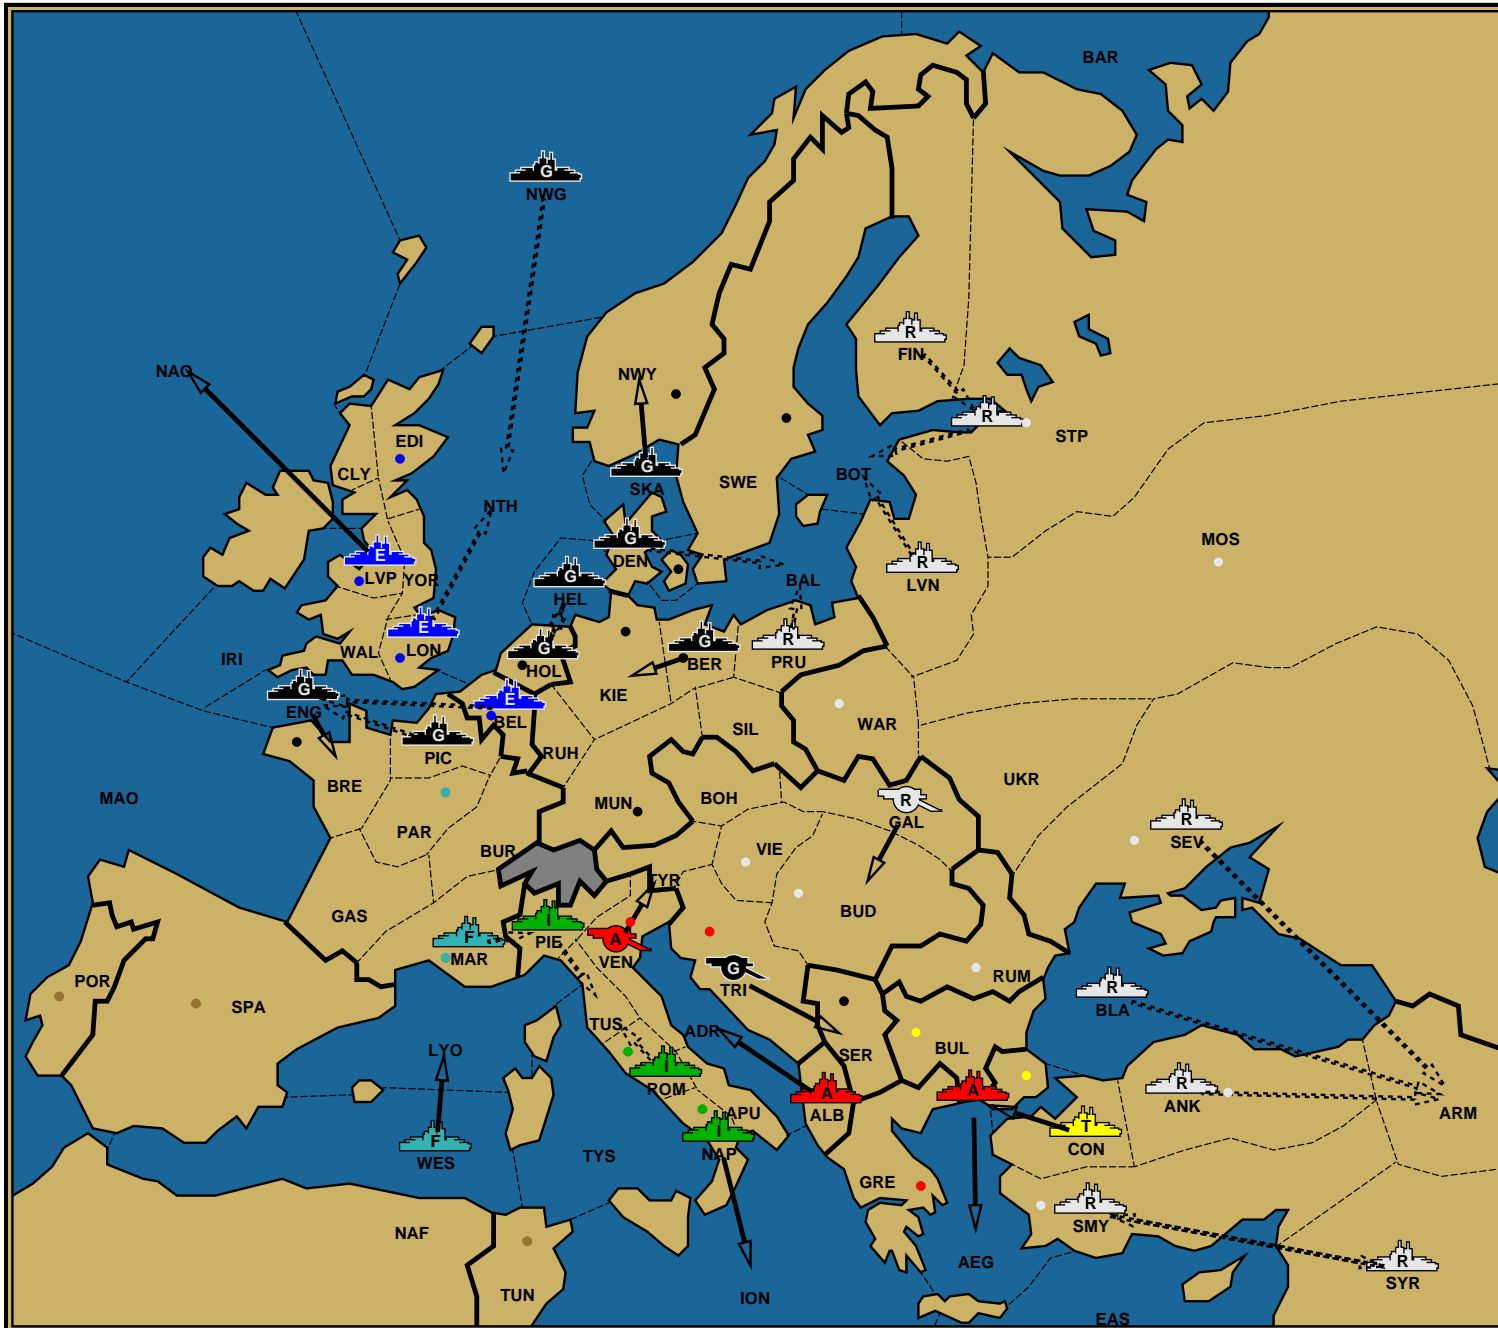 BAR
G
NWG
R
FIN
NAO
NWY
R
STP
EDI
CLY
G
SKA
SWE
BOT
NTH
G
DEN
MOS
E
LVP
YOR
G
HEL
BAL
R
LVN
E
LON
WAL
IRI
G
HOL
G
BER
R
PRU
G
ENG
E
BEL
KIE
WAR
G
PIC
RUH
SIL
BRE
UKR
MAO
PAR
MUN
BOH
R
GAL
R
SEV
BUR
VIE
TYR
BUD
GAS
I
PIE
F
MAR
A
VEN
POR
SPA
G
TRI
RUM
R
BLA
TUS
ADR
SER
BUL
LYO
I
ROM
A
ALB
A
R
ANK
ARM
APU
F
WES
I
NAP
TYS
T
CON
GRE
R
SMY
NAF
AEG
R
SYR
TUN
ION
EAS